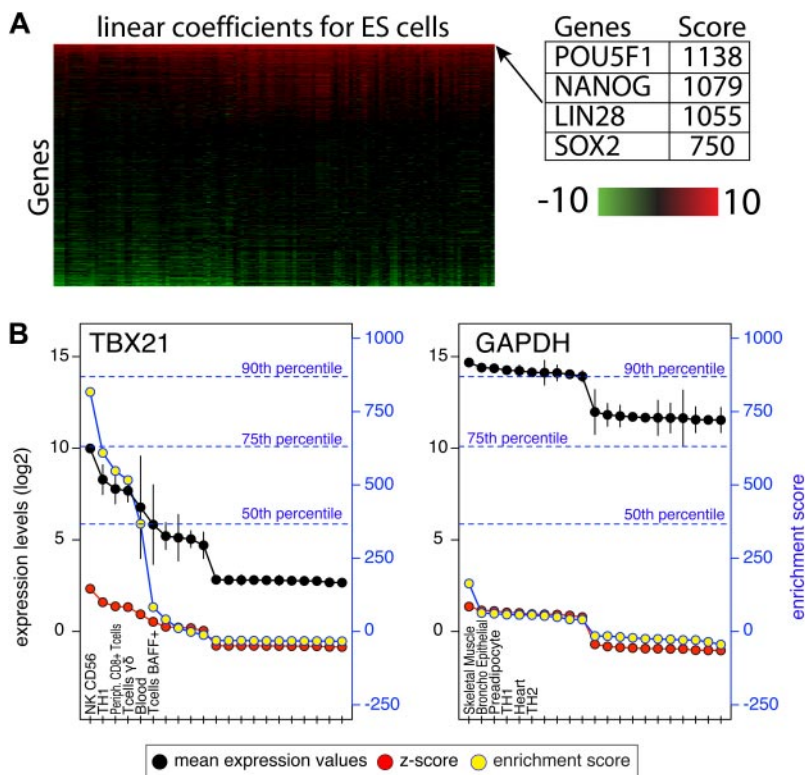 A
linear coefficients for ES cells
Genes
Genes Score
POU5F1 1138
NANOG 1079
LIN28 1055
SOX2 750
-10 10
B
TBX21
expression levels (log2)
15
10
5
0
90th percentile
75th percentile
50th percentile
1000
750
500
250
0
-250
NK CD56
TH1
Periph. CD8+ Tcells
Tcells γδ
Blood
Tcells BAFF+
GAPDH
15
10
5
0
90th percentile
75th percentile
50th percentile
1000
750
500
250
0
-250
enrichment score
Skeletal Muscle
Broncho Epithelial
Preadipocyte
TH1
Heart
TH2
mean expression values z-score enrichment score